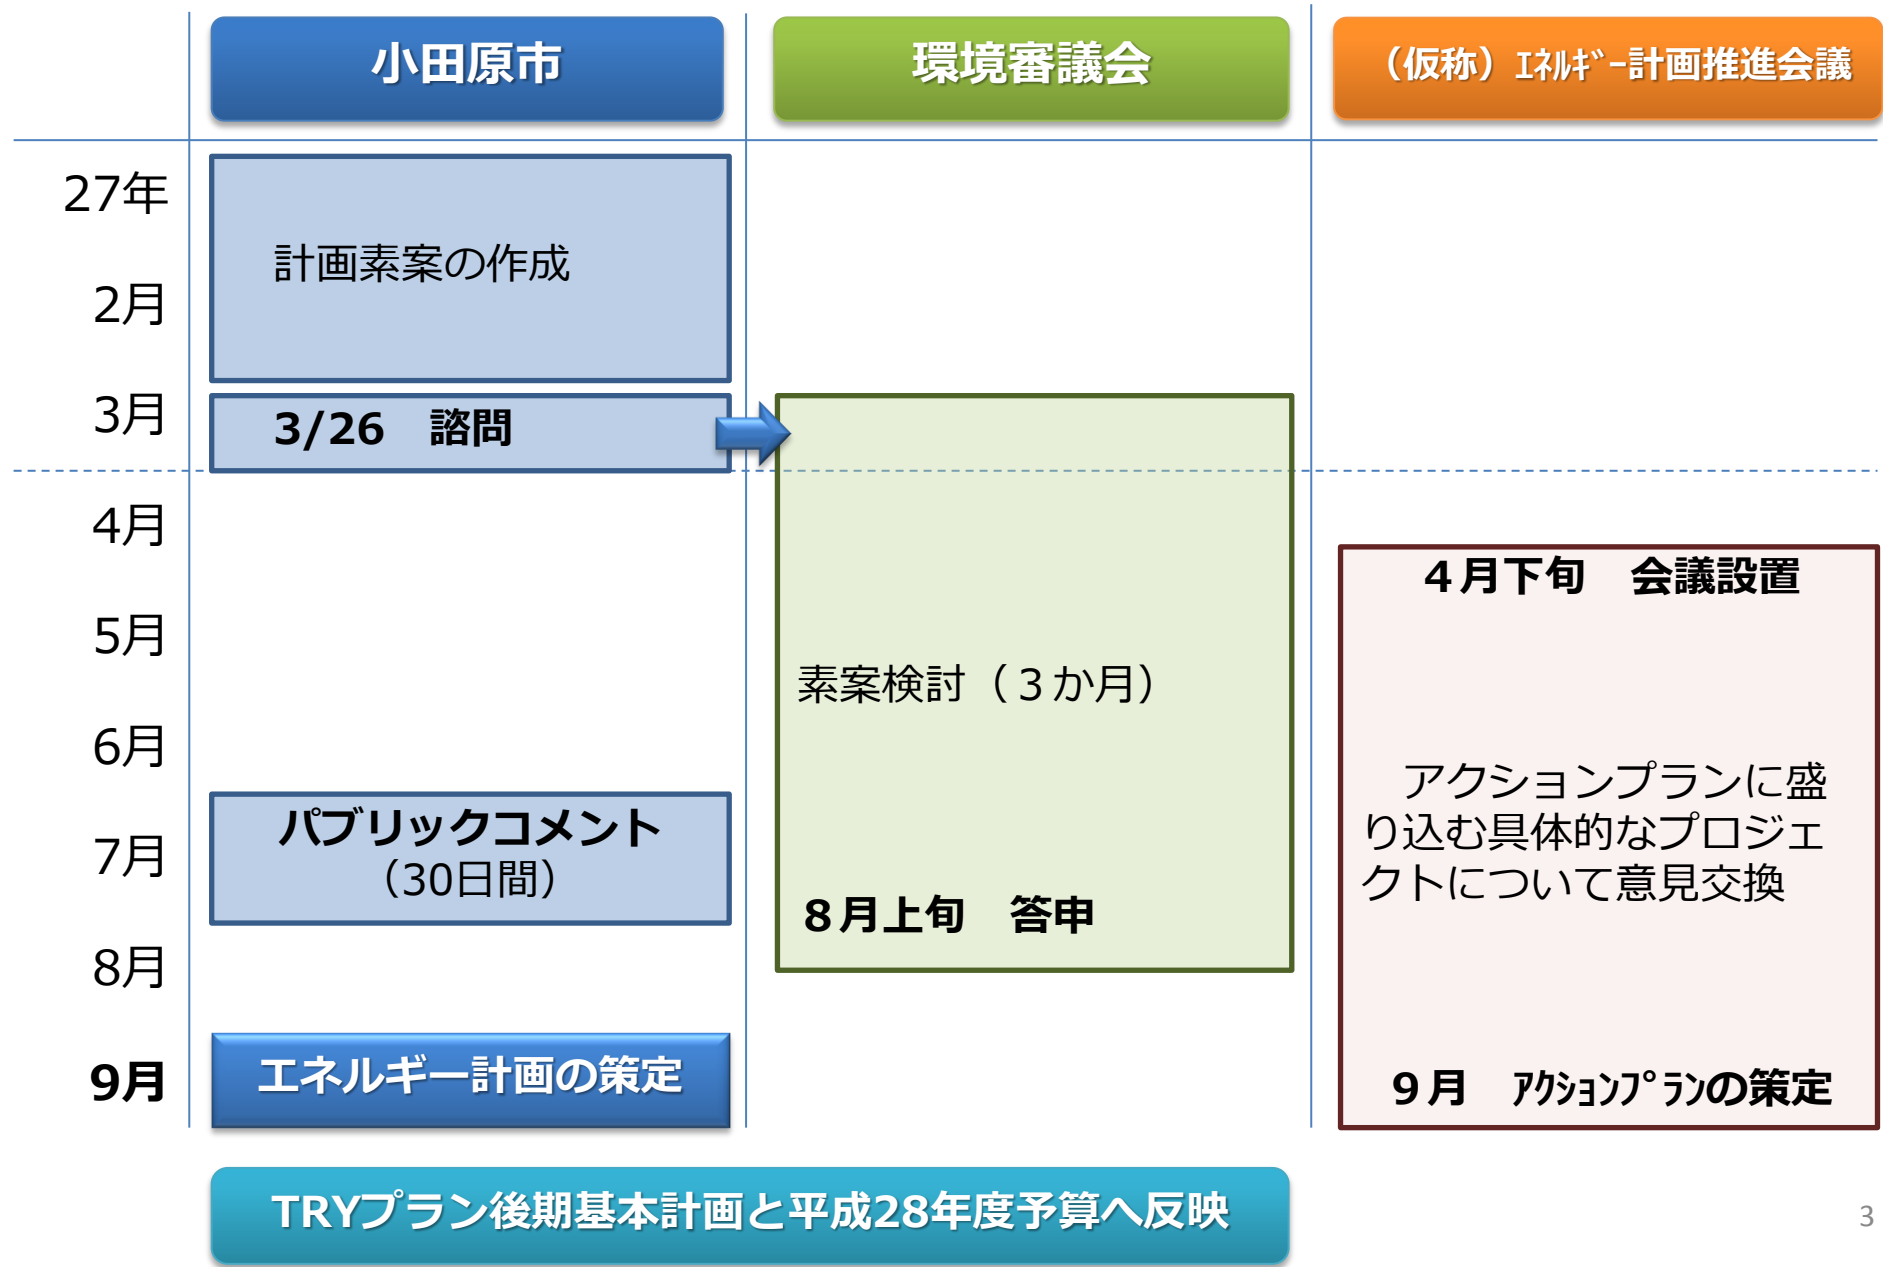 小田原市
環境審議会
（仮称）ｴﾈﾙｷﾞｰ計画推進会議
27年
2月
3月
4月
5月
6月
7月
8月
9月
計画素案の作成
3/26　諮問
パブリックコメント
（30日間）
エネルギー計画の策定
素案検討（３か月）
８月上旬　答申
４月下旬　会議設置
アクションプランに盛
り込む具体的なプロジェ
クトについて意見交換
９月　ｱｸｼｮﾝﾌﾟﾗﾝの策定
TRYプラン後期基本計画と平成28年度予算へ反映
3